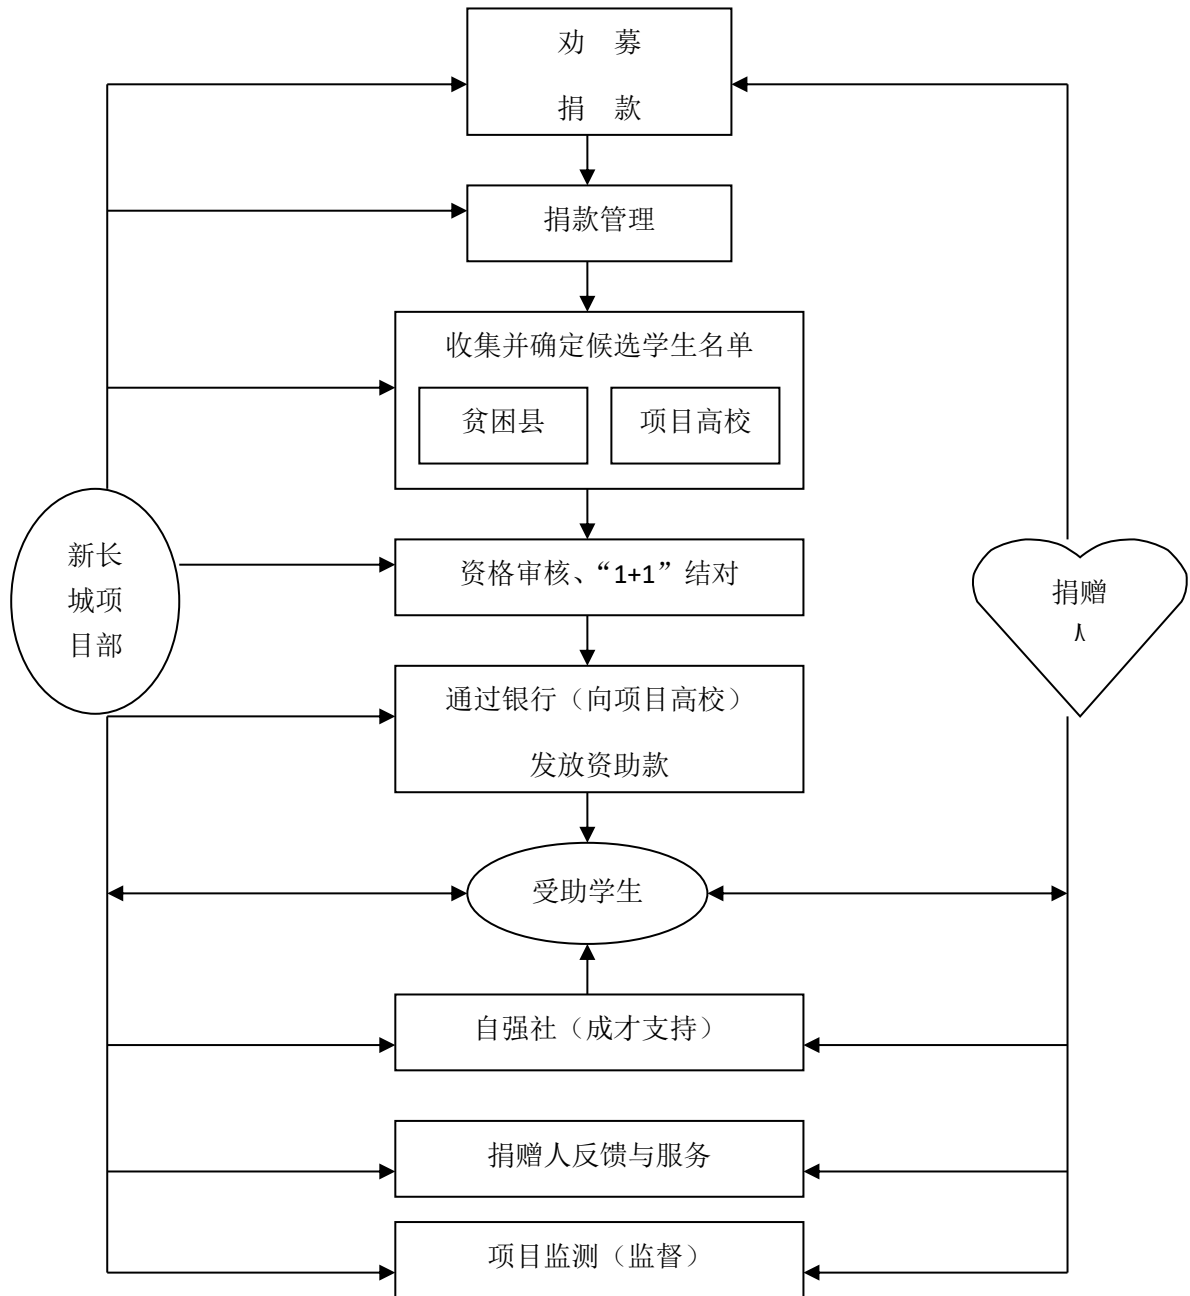 劝 募
捐 款
捐款管理
收集并确定候选学生名单
贫困县
项目高校
新长
城项
目部
资格审核、“1+1”结对
捐赠
人
通过银行（向项目高校）
发放资助款
受助学生
自强社（成才支持）
捐赠人反馈与服务
项目监测（监督）